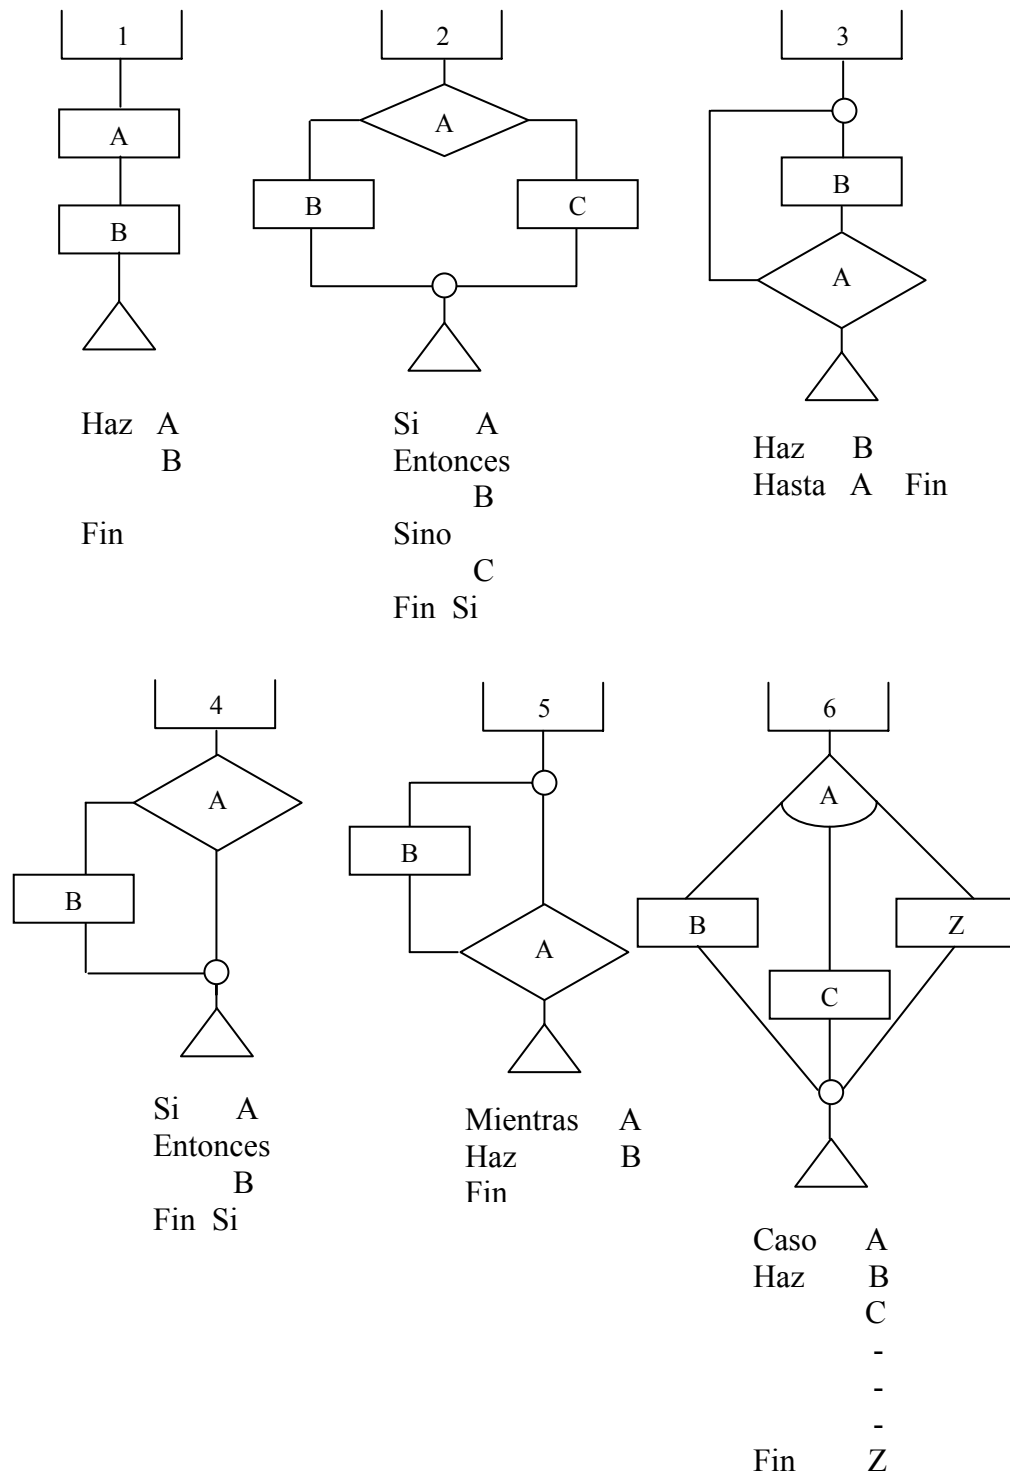 1
A
B
Haz A
B
Fin
2
A
B C
Si A
Entonces
B
Sino
C
Fin Si
3
B
A
Haz B
Hasta A Fin
4
A
B
Si A
Entonces
B
Fin Si
5
B
A
Mientras A
Haz B
Fin
6
A
B Z
C
Caso A
Haz B
C
-
-
-
Fin Z